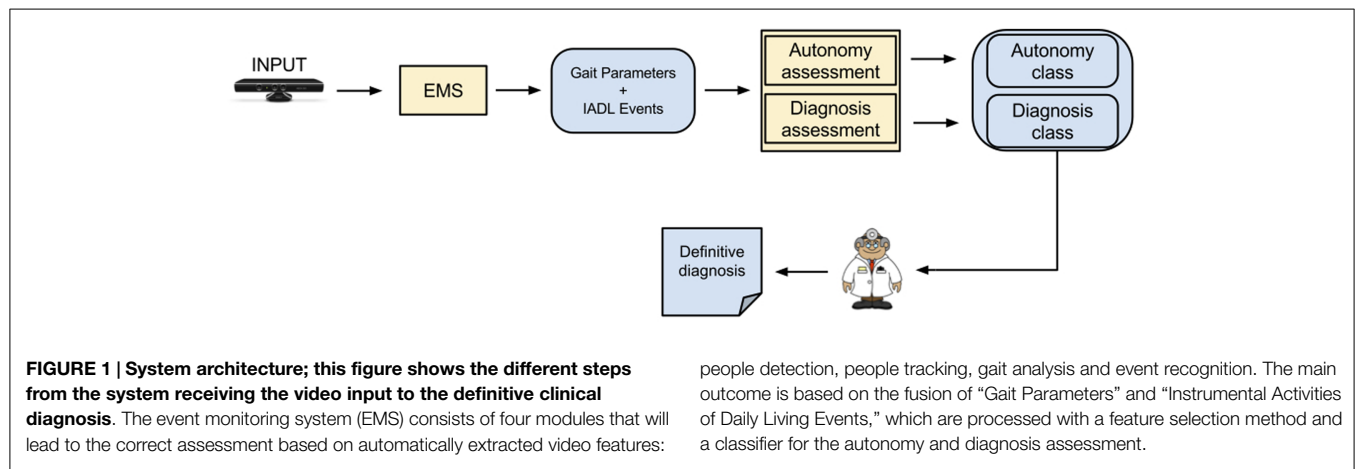 INPUT
EMS
Gait Parameters
+
IADL Events
Autonomy
assessment
Diagnosis
assessment
Autonomy
class
Diagnosis
class
Definitive
diagnosis
FIGURE 1 | System architecture; this figure shows the different steps
from the system receiving the video input to the definitive clinical
diagnosis. The event monitoring system (EMS) consists of four modules that will
lead to the correct assessment based on automatically extracted video features:
people detection, people tracking, gait analysis and event recognition. The main
outcome is based on the fusion of “Gait Parameters” and “Instrumental Activities
of Daily Living Events,” which are processed with a feature selection method and
a classifier for the autonomy and diagnosis assessment.